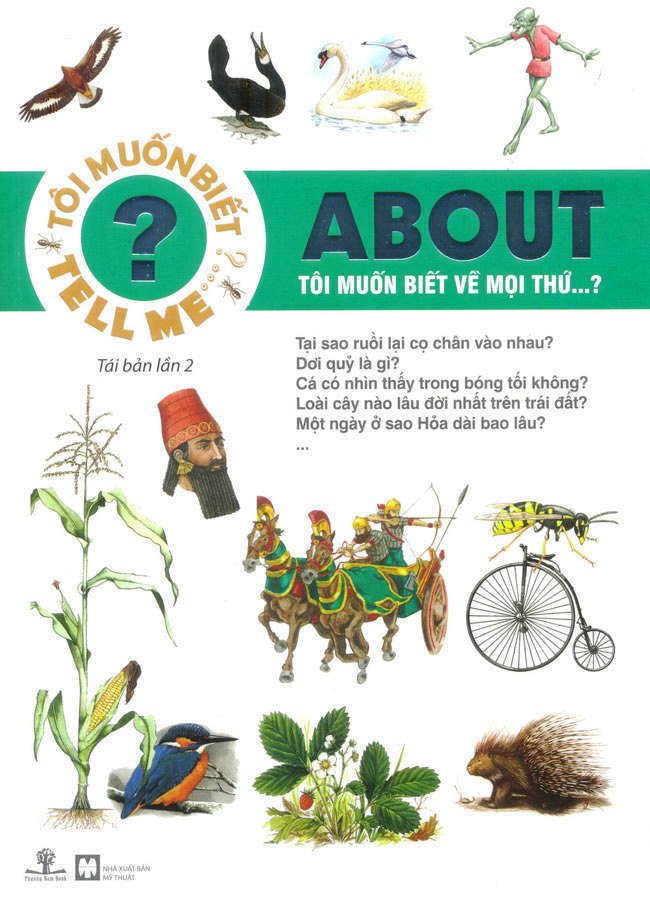 TÔI MUỐN BIẾT
?
TELL ME.....?
ABOUT
TÔI MUỐN BIẾT VỀ MỌI THỨ...?
Tái bản lần 2
Tại sao ruồi lại cọ chân vào nhau?
Dơi quỷ là gì?
Cá có nhìn thấy trong bóng tối không?
Loài cây nào lâu đời nhất trên trái đất?
Một ngày ở sao Hỏa dài bao lâu?
...
Phuong Nam Book
NHÀ XUẤT BẢN
MỸ THUẬT